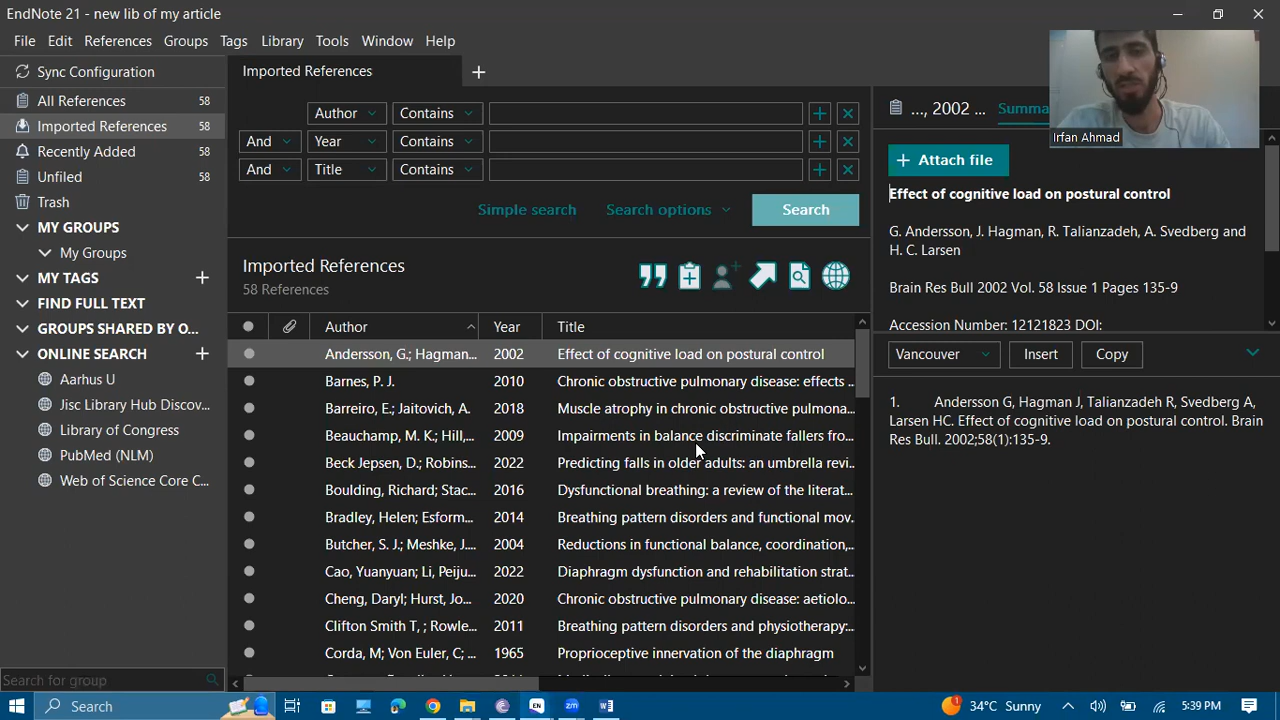 EndNote 21 - new lib of my article
File Edit References Groups Tags Library Tools Window Help
Sync Configuration
All References 58
Imported References 58
Recently Added 58
Unfiled 58
Trash
MY GROUPS
My Groups
MY TAGS
FIND FULL TEXT
GROUPS SHARED BY O...
ONLINE SEARCH
Aarhus U
Jisc Library Hub Discov...
Library of Congress
PubMed (NLM)
Web of Science Core C...
Search for group
Imported References
Author Contains
And Year Contains
And Title Contains
Simple search Search options Search
Imported References
58 References
Author Year Title
Andersson, G.; Hagman... 2002 Effect of cognitive load on postural control
Barnes, P. J. 2010 Chronic obstructive pulmonary disease: effects ...
Barreiro, E.; Jaitovich, A. 2018 Muscle atrophy in chronic obstructive pulmona...
Beauchamp, M. K.; Hill,... 2009 Impairments in balance discriminate fallers fro...
Beck Jepsen, D.; Robins... 2022 Predicting falls in older adults: an umbrella revi...
Boulding, Richard; Stac... 2016 Dysfunctional breathing: a review of the literat...
Bradley, Helen; Esform... 2014 Breathing pattern disorders and functional mov...
Butcher, S. J.; Meshke, J.... 2004 Reductions in functional balance, coordination,...
Cao, Yuanyuan; Li, Peiju... 2022 Diaphragm dysfunction and rehabilitation strat...
Cheng, Daryl; Hurst, Jo... 2020 Chronic obstructive pulmonary disease: aetiolo...
Clifton Smith T, ; Rowle... 2011 Breathing pattern disorders and physiotherapy:...
Corda, M; Von Euler, C; ... 1965 Proprioceptive innervation of the diaphragm
..., 2002 ... Summa
Irfan Ahmad
+ Attach file
Effect of cognitive load on postural control
G. Andersson, J. Hagman, R. Talianzadeh, A. Svedberg and
H. C. Larsen
Brain Res Bull 2002 Vol. 58 Issue 1 Pages 135-9
Accession Number: 12121823 DOI:
Vancouver Insert Copy
1. Andersson G, Hagman J, Talianzadeh R, Svedberg A,
Larsen HC. Effect of cognitive load on postural control. Brain
Res Bull. 2002;58(1):135-9.
Search
34°C Sunny 5:39 PM